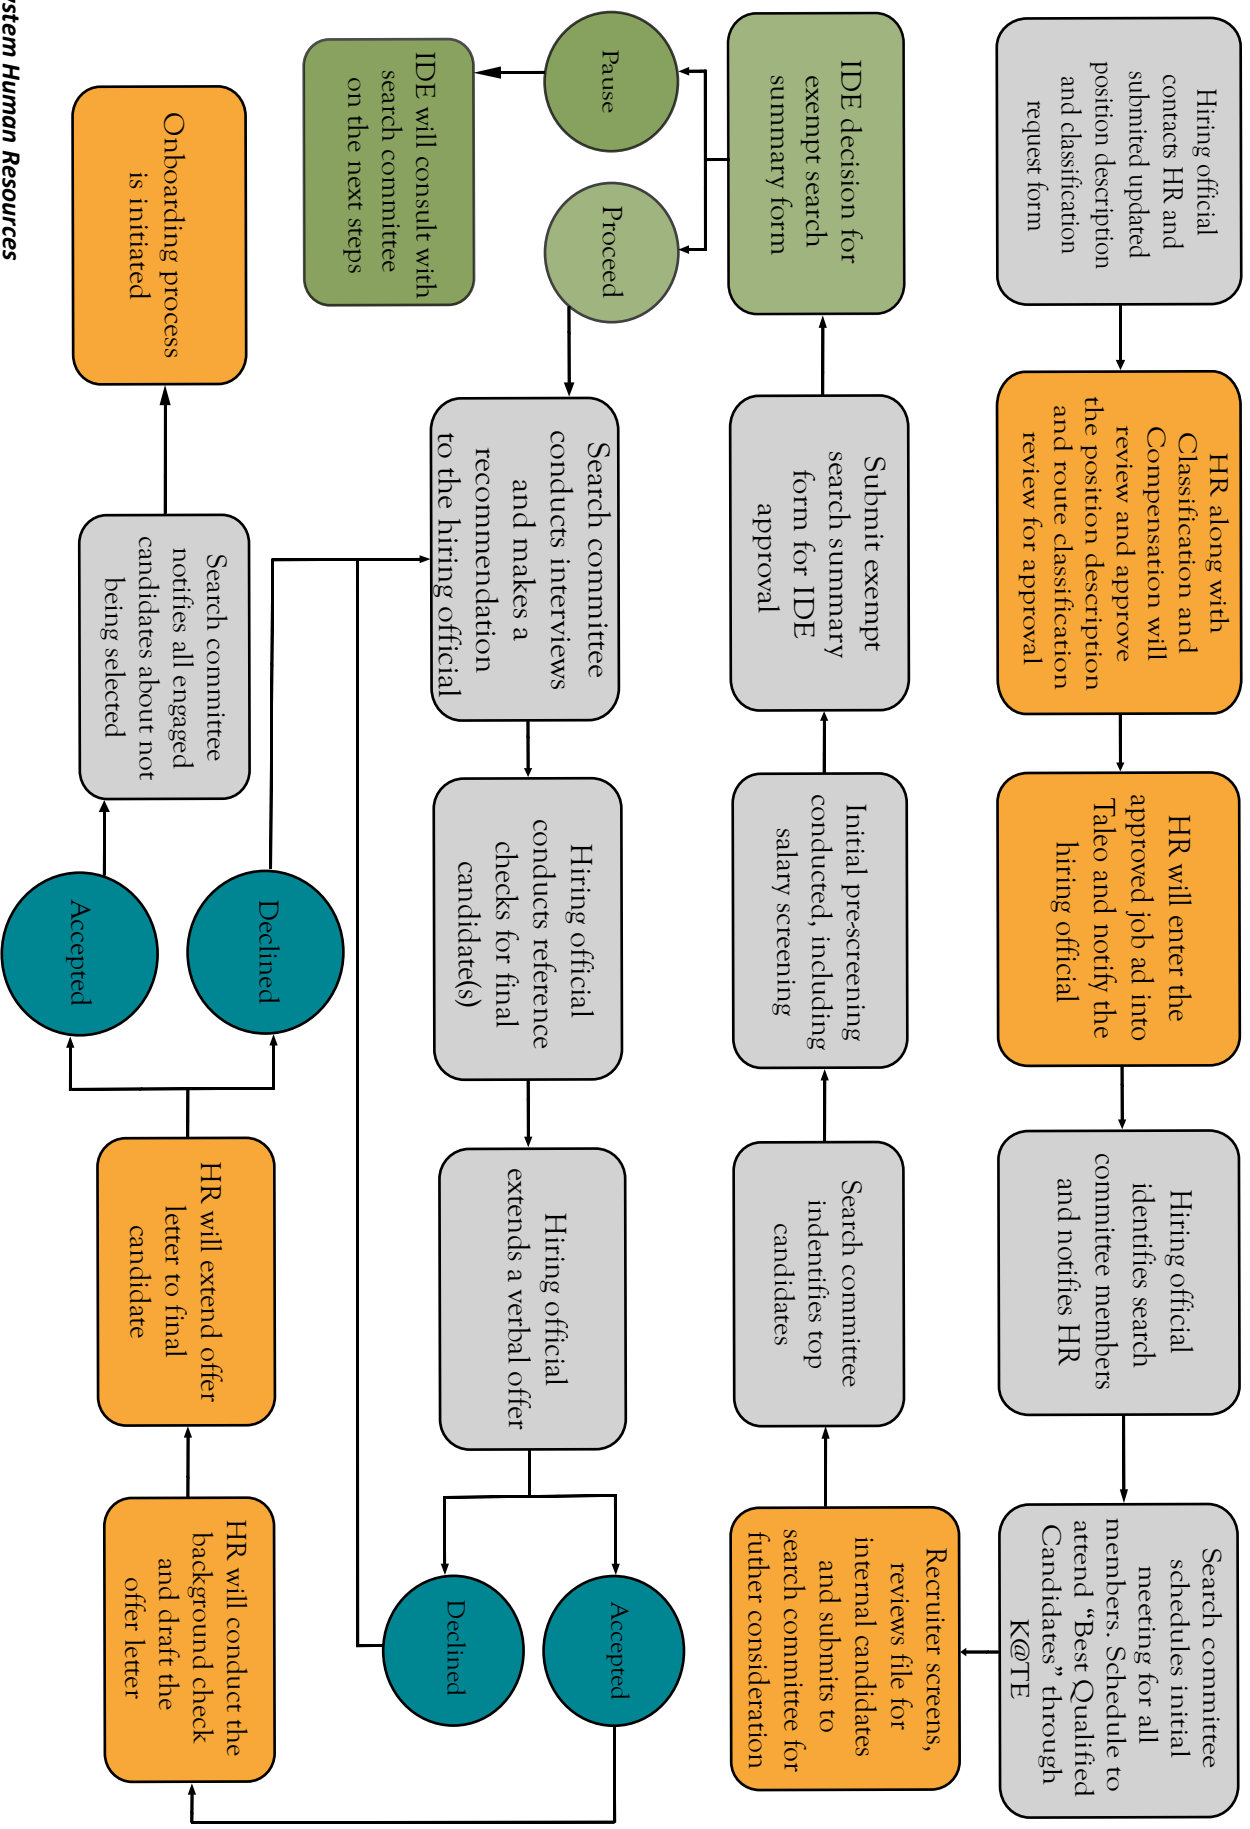 Hiring official
contacts HR and
submitted updated
position description
and classification
request form
HR along with
Classification and
Compensation will
review and approve
the position description
and route classification
review for approval
HR will enter the
approved job ad into
Taleo and notify the
hiring official
Hiring official
identifies search
committee members
and notifies HR
Search committee
schedules initial
meeting for all
members. Schedule to
attend “Best Qualified
Candidates” through
K@TE
Recruiter screens,
reviews file for
internal candidates
and submits to
search committee for
futher consideration
Search committee
indentifies top
candidates
Initial pre-screening
conducted, including
salary screening
Submit exempt
search summary
form for IDE
approval
IDE decision for
exempt search
summary form
Pause
Proceed
IDE will consult with
search committee
on the next steps
Search committee
conducts interviews
and makes a
recommendation
to the hiring official
Hiring official
conducts reference
checks for final
candidate(s)
Hiring official
extends a verbal offer
Accepted
Declined
HR will conduct the
background check
and draft the
offer letter
HR will extend offer
letter to final
candidate
Declined
Accepted
Search committee
notifies all engaged
candidates about not
being selected
Onboarding process
is initiated
stem Human Resources